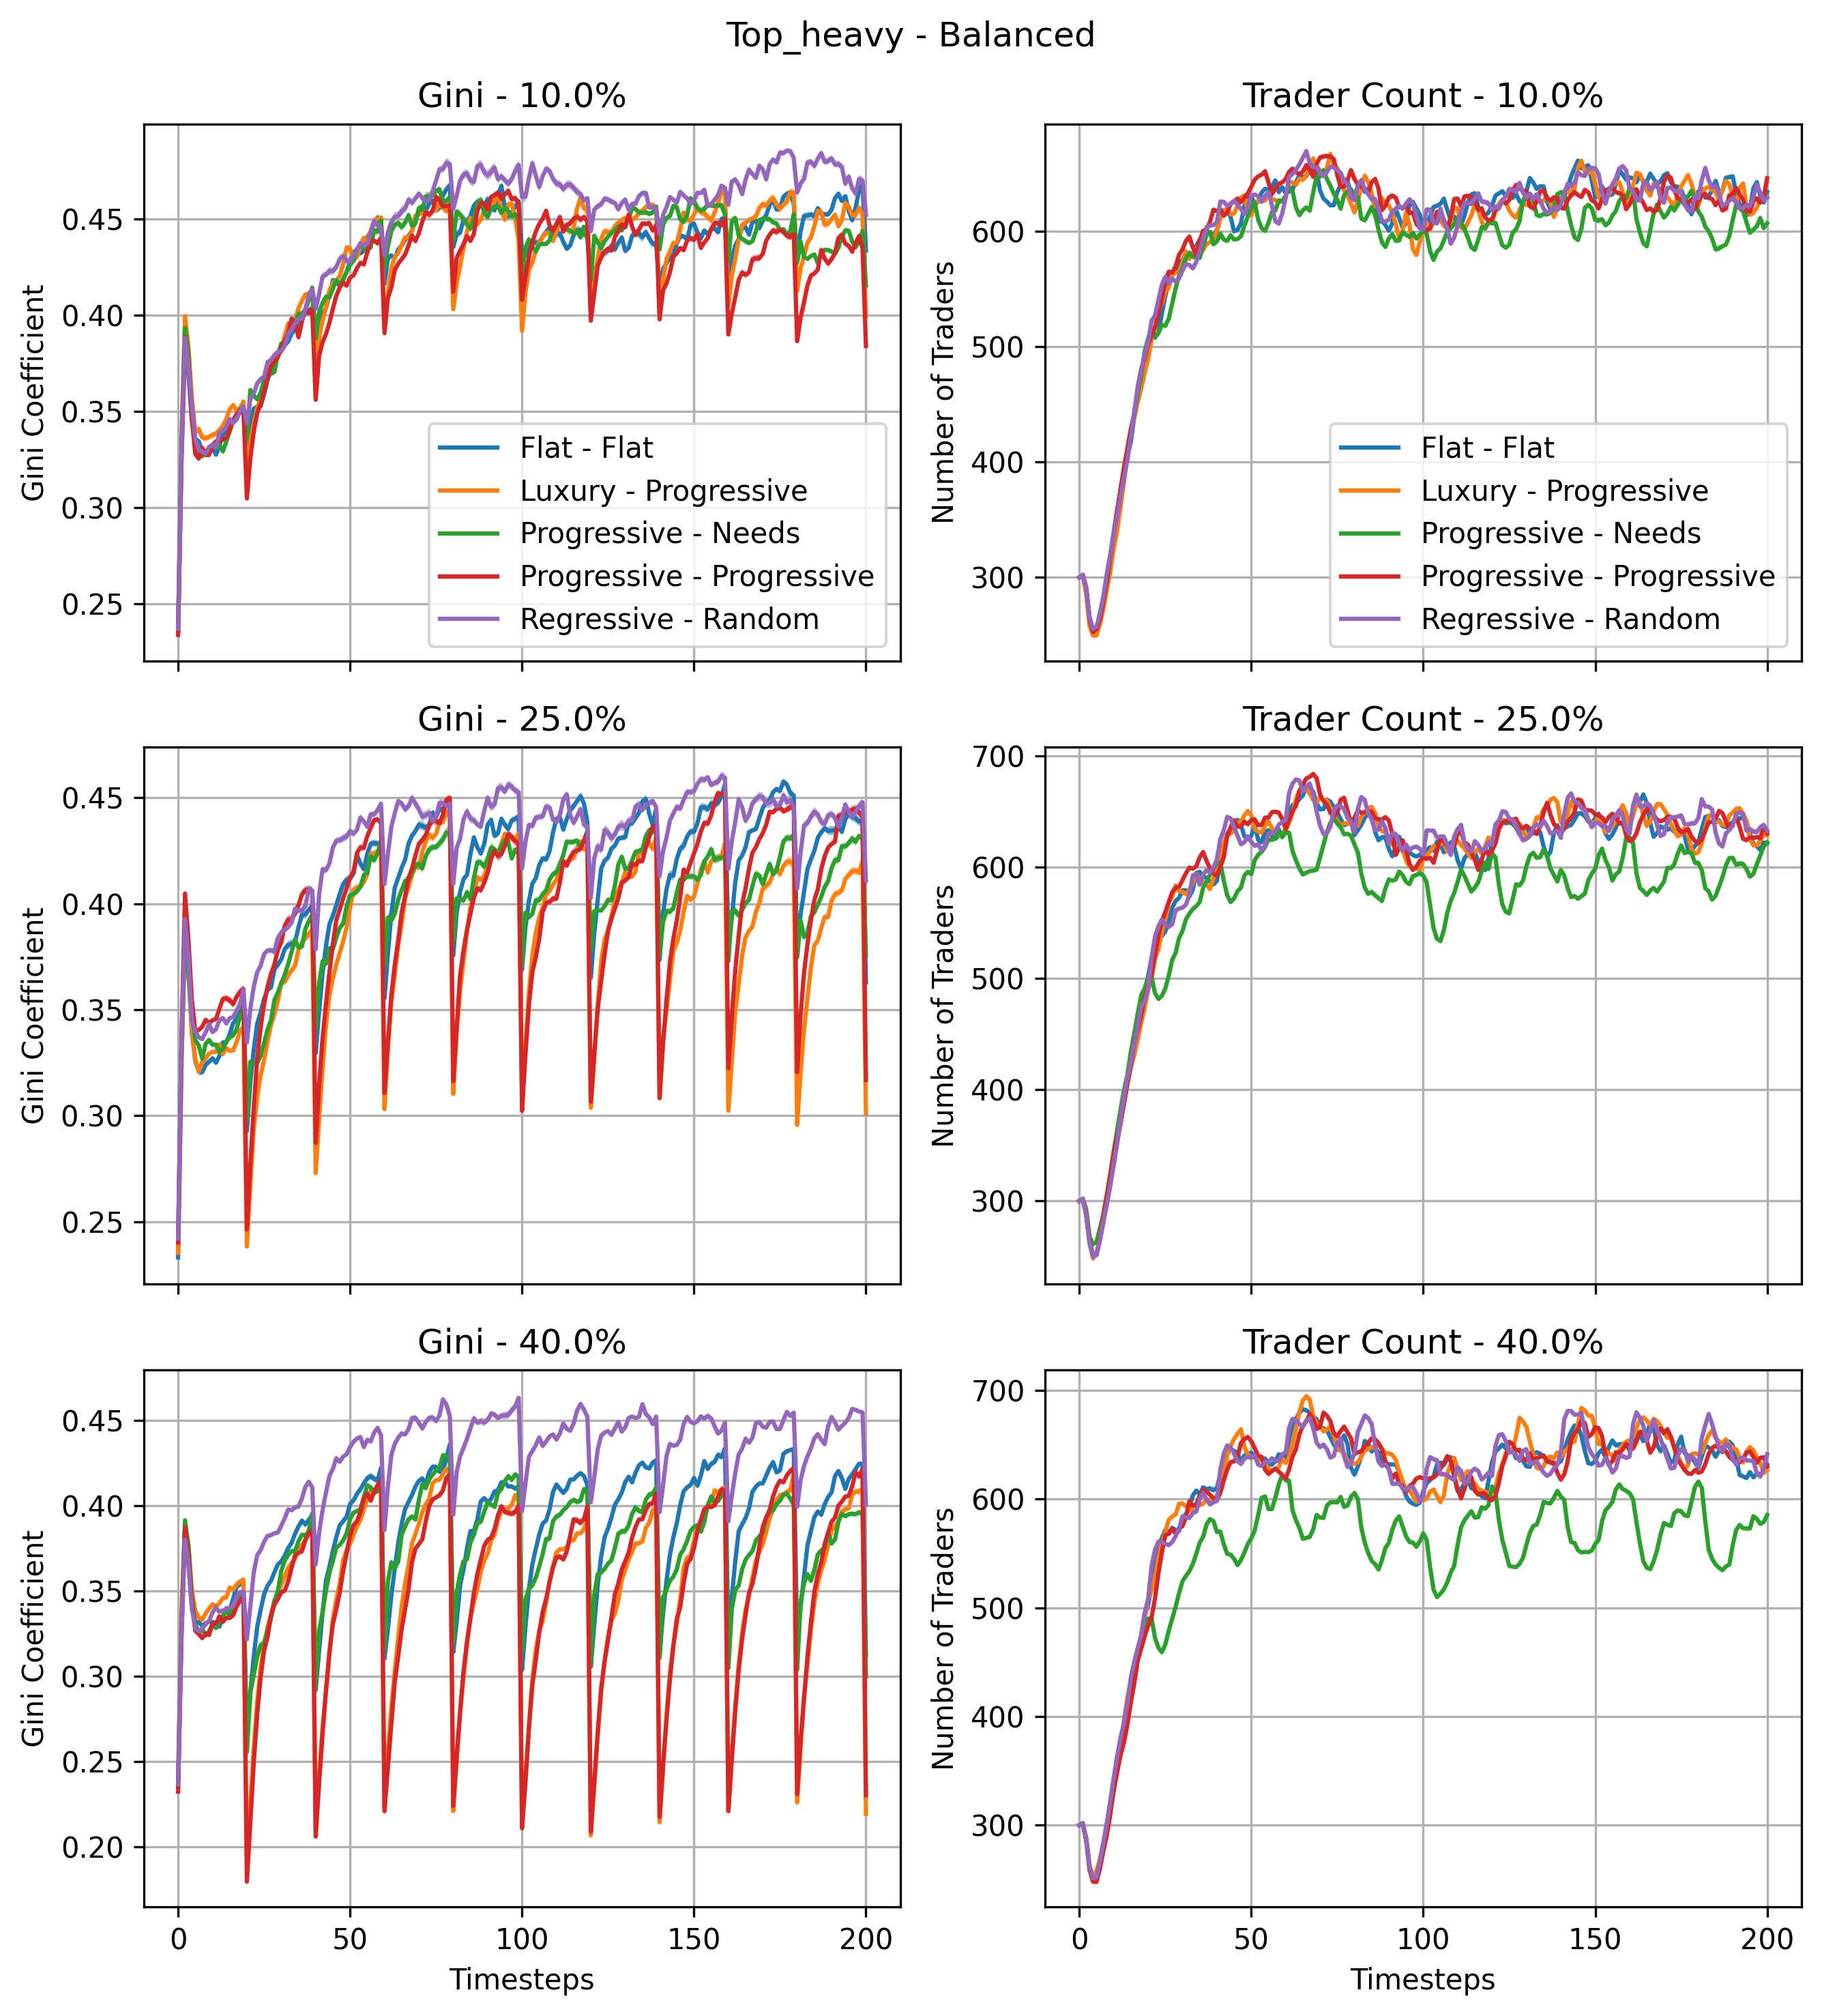 Top_heavy - Balanced
Gini - 10.0%
Trader Count - 10.0%
Gini Coefficient
0.45
0.40
0.35
0.30
0.25
Flat - Flat
Luxury - Progressive
Progressive - Needs
Progressive - Progressive
Regressive - Random
Number of Traders
600
500
400
300
Flat - Flat
Luxury - Progressive
Progressive - Needs
Progressive - Progressive
Regressive - Random
Gini - 25.0%
Trader Count - 25.0%
Gini Coefficient
0.45
0.40
0.35
0.30
0.25
Number of Traders
700
600
500
400
300
Gini - 40.0%
Trader Count - 40.0%
Gini Coefficient
0.45
0.40
0.35
0.30
0.25
0.20
0 50 100 150 200
Timesteps
Number of Traders
700
600
500
400
300
0 50 100 150 200
Timesteps